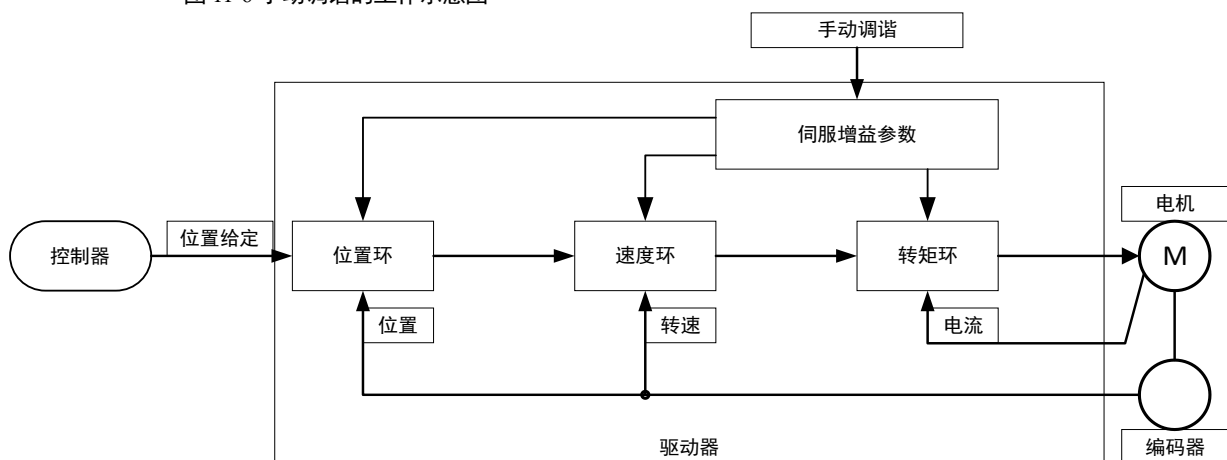 手动调谐
伺服增益参数
电机
控制器
位置给定
位置环
速度环
转矩环
M
位置
转速
电流
驱动器
编码器